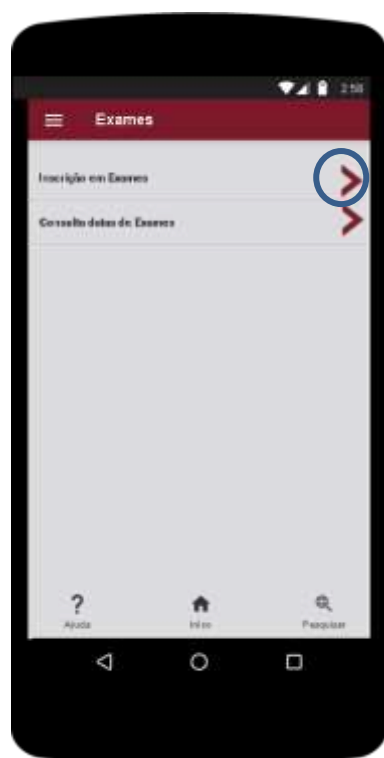 2:58
Exames
Inscrição em Exames
Consulta datas de Exames
? Ajuda
Início
Pesquisar